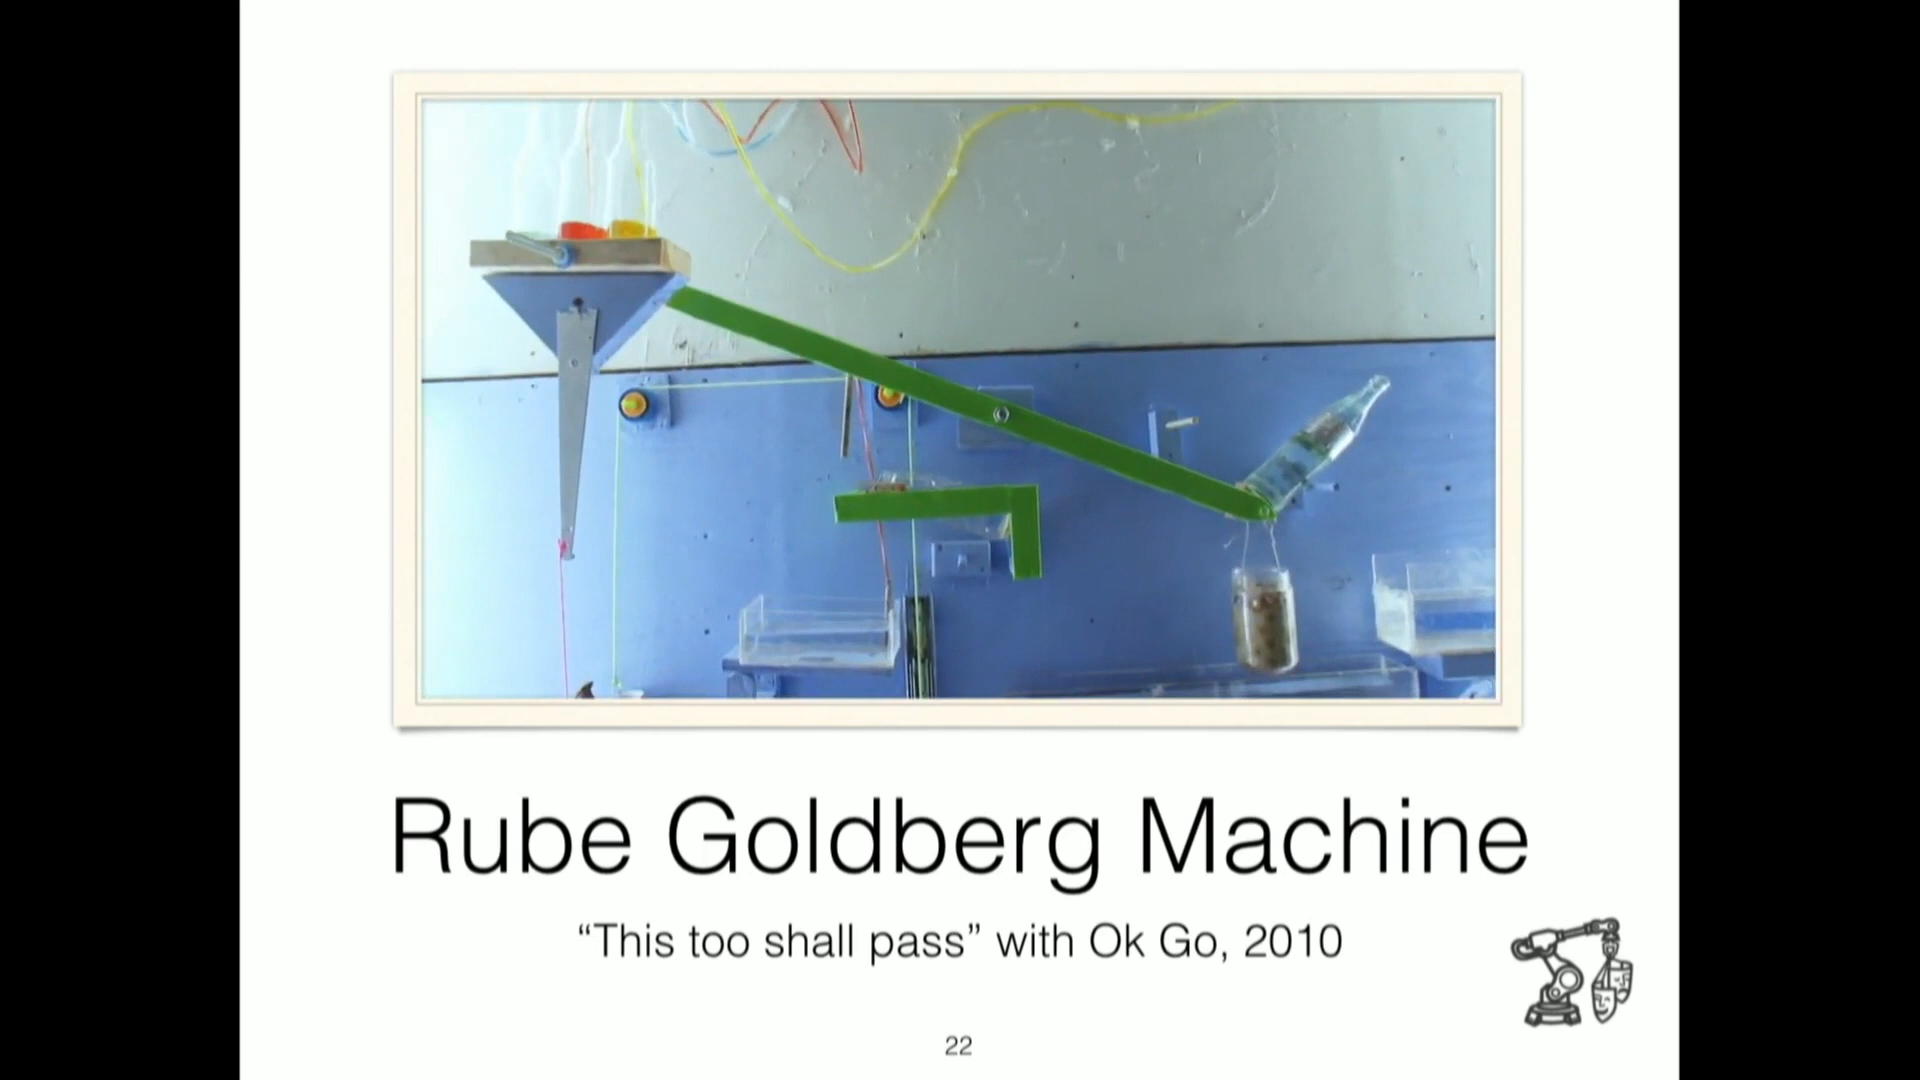 Rube Goldberg Machine
“This too shall pass” with Ok Go, 2010
22